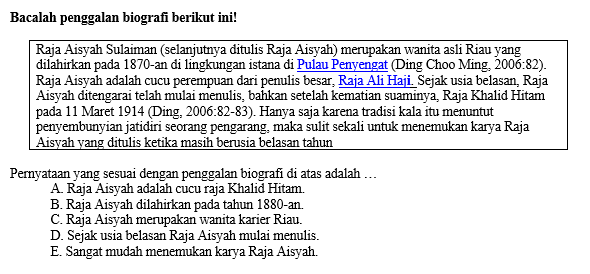 Bacalah penggalan biografi berikut ini!
Raja Aisyah Sulaiman (selanjutnya ditulis Raja Aisyah) merupakan wanita asli Riau yang
dilahirkan pada 1870-an di lingkungan istana di Pulau Penyengat (Ding Choo Ming, 2006:82).
Raja Aisyah adalah cucu perempuan dari penulis besar, Raja Ali Haji. Sejak usia belasan, Raja
Aisyah ditengarai telah mulai menulis, bahkan setelah kematian suaminya, Raja Khalid Hitam
pada 11 Maret 1914 (Ding, 2006:82-83). Hanya saja karena tradisi kala itu menuntut
penyembunyian jatidiri seorang pengarang, maka sulit sekali untuk menemukan karya Raja
Aisyah yang ditulis ketika masih berusia belasan tahun
Pernyataan yang sesuai dengan penggalan biografi di atas adalah …
A. Raja Aisyah adalah cucu raja Khalid Hitam.
B. Raja Aisyah dilahirkan pada tahun 1880-an.
C. Raja Aisyah merupakan wanita karier Riau.
D. Sejak usia belasan Raja Aisyah mulai menulis.
E. Sangat mudah menemukan karya Raja Aisyah.